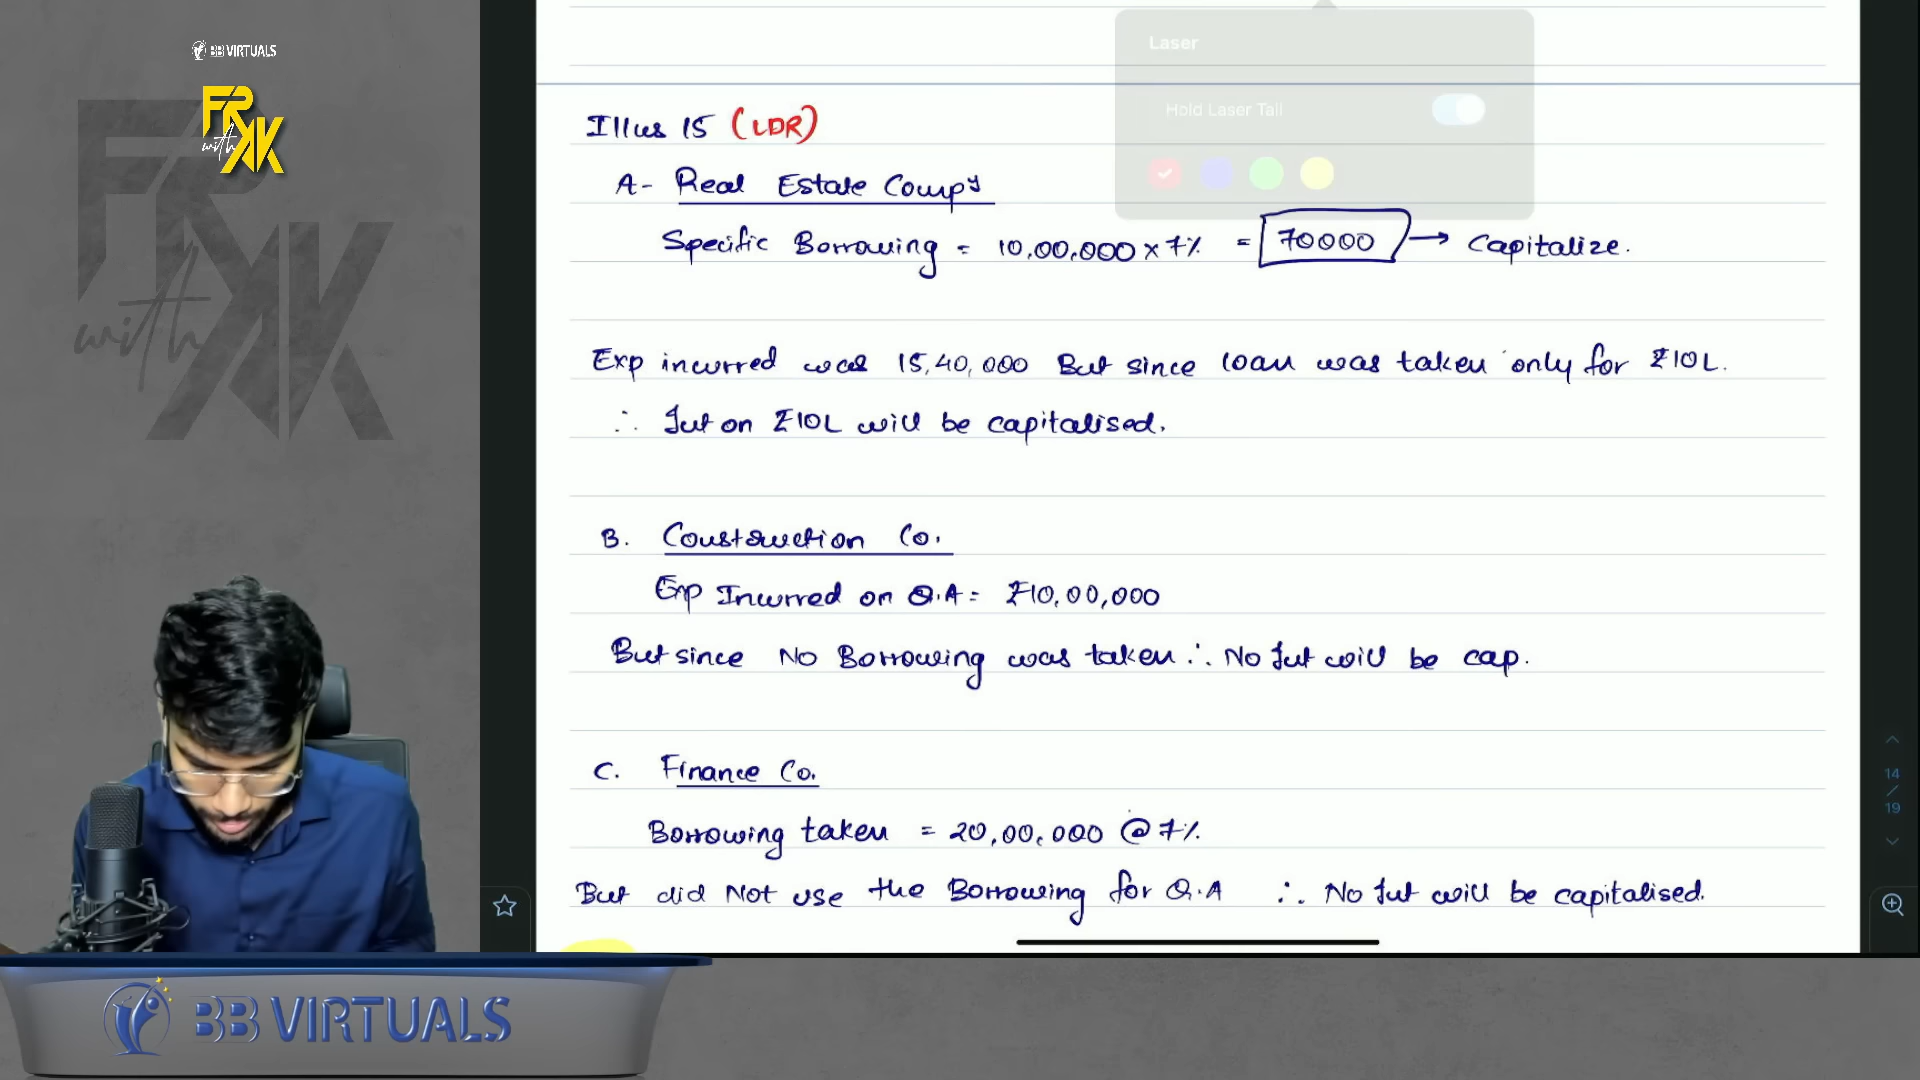 BB VIRTUALS
FR
with
AK
FR
with
AK
Laser
Hold Laser Tail
Illus 15 (LDR)
A- Real Estate Compy
Specific Borrowing = 10,00,000 x 7% = 70000 → Capitalize.
Exp incurred was 15,40,000 But since loan was taken only for ₹10L.
∴ Int on ₹10L will be capitalised.
B. Construction Co.
Exp Incurred on Q.A = ₹10,00,000
But since No Borrowing was taken ∴ No Int will be cap.
C. Finance Co.
Borrowing taken = 20,00,000 @ 7%
But did Not use the Borrowing for Q.A ∴ No Int will be capitalised.
14
/
19
BB VIRTUALS